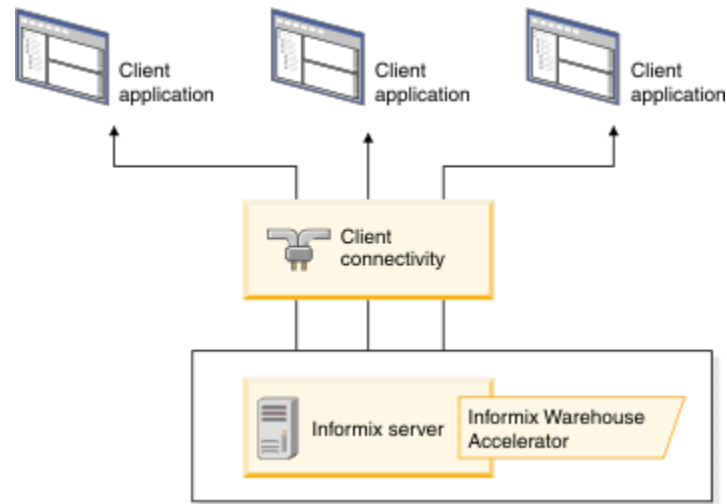 Client
application
Client
application
Client
application
Client
connectivity
Informix server
Informix Warehouse
Accelerator